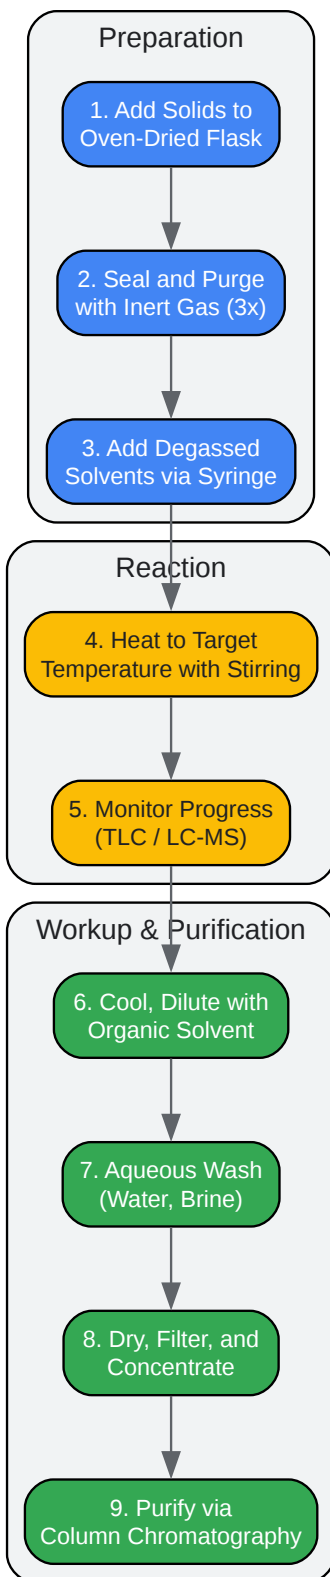 Preparation
1. Add Solids to
Oven-Dried Flask
2. Seal and Purge
with Inert Gas (3x)
3. Add Degassed
Solvents via Syringe
Reaction
4. Heat to Target
Temperature with Stirring
5. Monitor Progress
(TLC / LC-MS)
Workup & Purification
6. Cool, Dilute with
Organic Solvent
7. Aqueous Wash
(Water, Brine)
8. Dry, Filter, and
Concentrate
9. Purify via
Column Chromatography